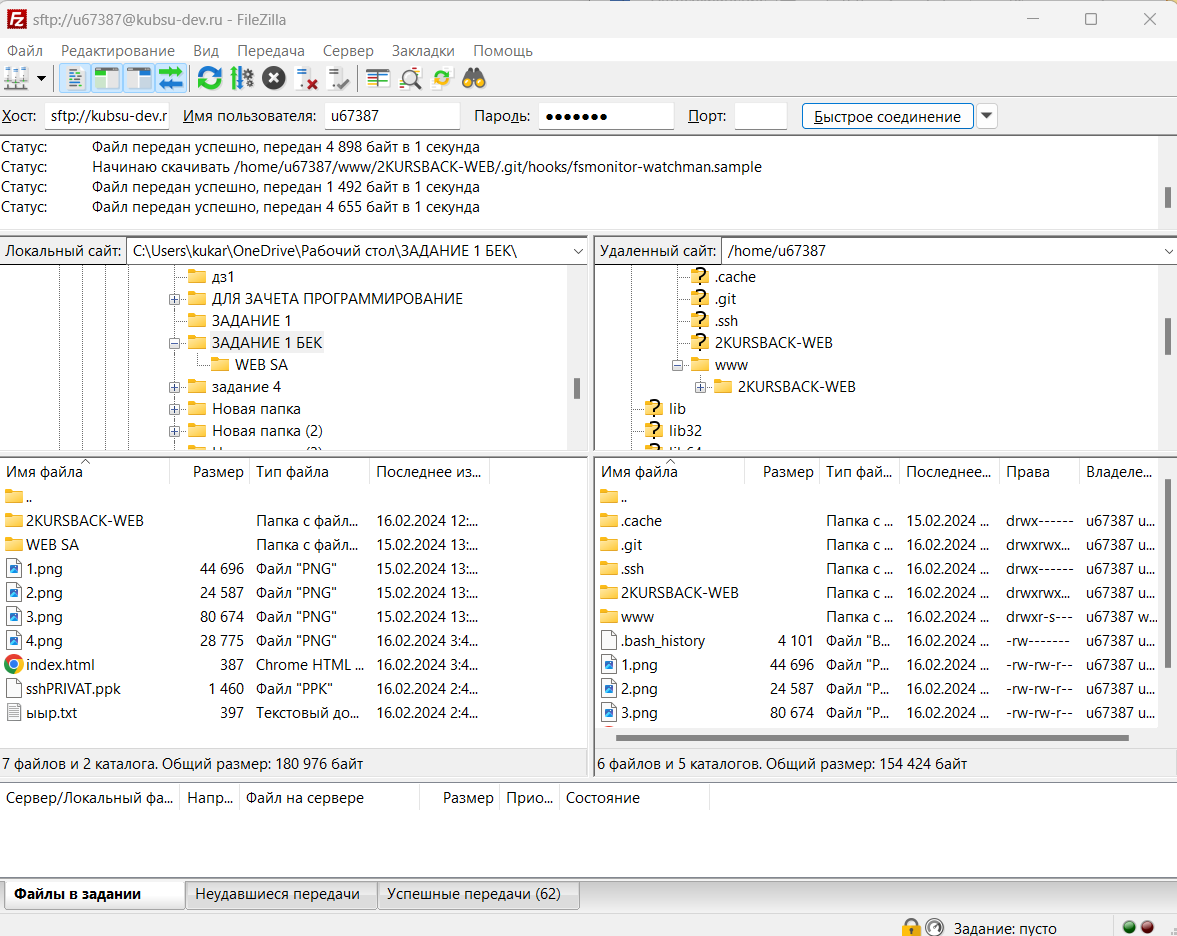 sftp://u67387@kubsu-dev.ru - FileZilla
Файл Редактирование Вид Передача Сервер Закладки Помощь
Хост: sftp://kubsu-dev.r Имя пользователя: u67387 Пароль: ●●●●●●● Порт: Быстрое соединение
Статус: Файл передан успешно, передан 4 898 байт в 1 секунда
Статус: Начинаю скачивать /home/u67387/www/2KURSBACK-WEB/.git/hooks/fsmonitor-watchman.sample
Статус: Файл передан успешно, передан 1 492 байт в 1 секунда
Статус: Файл передан успешно, передан 4 655 байт в 1 секунда
Локальный сайт: C:\Users\kukar\OneDrive\Рабочий стол\ЗАДАНИЕ 1 БЕК\
дз1
ДЛЯ ЗАЧЕТА ПРОГРАММИРОВАНИЕ
ЗАДАНИЕ 1
ЗАДАНИЕ 1 БЕК
WEB SA
задание 4
Новая папка
Новая папка (2)
Удаленный сайт: /home/u67387
.cache
.git
.ssh
2KURSBACK-WEB
www
2KURSBACK-WEB
lib
lib32
lib64
Имя файла Размер Тип файла Последнее из...
..
2KURSBACK-WEB Папка с файл... 16.02.2024 12:...
WEB SA Папка с файл... 15.02.2024 13:...
1.png 44 696 Файл "PNG" 15.02.2024 13:...
2.png 24 587 Файл "PNG" 15.02.2024 13:...
3.png 80 674 Файл "PNG" 15.02.2024 13:...
4.png 28 775 Файл "PNG" 16.02.2024 3:4...
index.html 387 Chrome HTML ... 16.02.2024 3:4...
sshPRIVAT.ppk 1 460 Файл "PPK" 16.02.2024 2:4...
ыыр.txt 397 Текстовый до... 16.02.2024 2:4...
7 файлов и 2 каталога. Общий размер: 180 976 байт
Имя файла Размер Тип фай... Последнее... Права Владеле...
..
.cache Папка с ... 15.02.2024 ... drwx------ u67387 u...
.git Папка с ... 16.02.2024 ... drwxrwx... u67387 u...
.ssh Папка с ... 16.02.2024 ... drwx------ u67387 u...
2KURSBACK-WEB Папка с ... 16.02.2024 ... drwxrwx... u67387 u...
www Папка с ... 16.02.2024 ... drwxr-s--- u67387 w...
.bash_history 4 101 Файл "B... 16.02.2024 ... -rw------- u67387 u...
1.png 44 696 Файл "P... 16.02.2024 ... -rw-rw-r-- u67387 u...
2.png 24 587 Файл "P... 16.02.2024 ... -rw-rw-r-- u67387 u...
3.png 80 674 Файл "P... 16.02.2024 ... -rw-rw-r-- u67387 u...
6 файлов и 5 каталогов. Общий размер: 154 424 байт
Сервер/Локальный фа... Напр... Файл на сервере Размер Прио... Состояние
Файлы в задании Неудавшиеся передачи Успешные передачи (62)
Задание: пусто